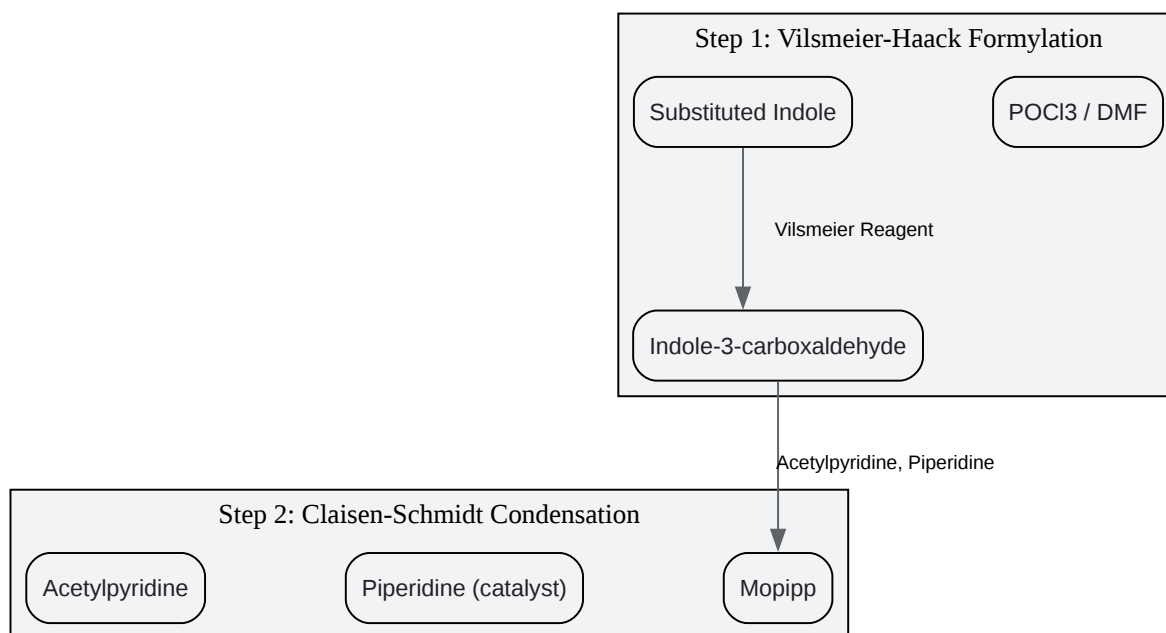 Step 1: Vilsmeier-Haack Formylation
Substituted Indole
POCl3 / DMF
Vilsmeier Reagent
Indole-3-carboxaldehyde
Acetylpyridine, Piperidine
Step 2: Claisen-Schmidt Condensation
Acetylpyridine
Piperidine (catalyst)
Mopipp